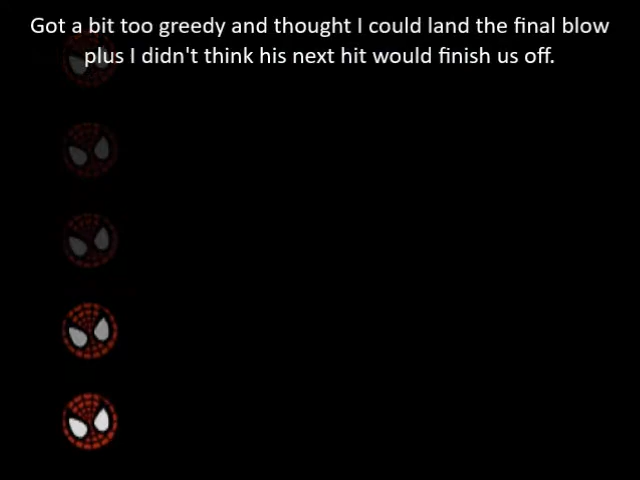 Got a bit too greedy and thought I could land the final blow
plus I didn't think his next hit would finish us off.